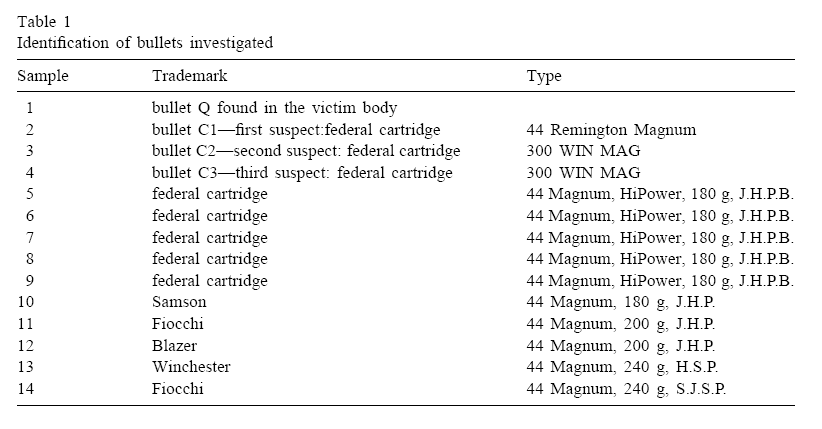 Table 1
Identification of bullets investigated
Sample Trademark Type
1 bullet Q found in the victim body
2 bullet C1—first suspect:federal cartridge 44 Remington Magnum
3 bullet C2—second suspect: federal cartridge 300 WIN MAG
4 bullet C3—third suspect: federal cartridge 300 WIN MAG
5 federal cartridge 44 Magnum, HiPower, 180 g, J.H.P.B.
6 federal cartridge 44 Magnum, HiPower, 180 g, J.H.P.B.
7 federal cartridge 44 Magnum, HiPower, 180 g, J.H.P.B.
8 federal cartridge 44 Magnum, HiPower, 180 g, J.H.P.B.
9 federal cartridge 44 Magnum, HiPower, 180 g, J.H.P.B.
10 Samson 44 Magnum, 180 g, J.H.P.
11 Fiocchi 44 Magnum, 200 g, J.H.P.
12 Blazer 44 Magnum, 200 g, J.H.P.
13 Winchester 44 Magnum, 240 g, H.S.P.
14 Fiocchi 44 Magnum, 240 g, S.J.S.P.